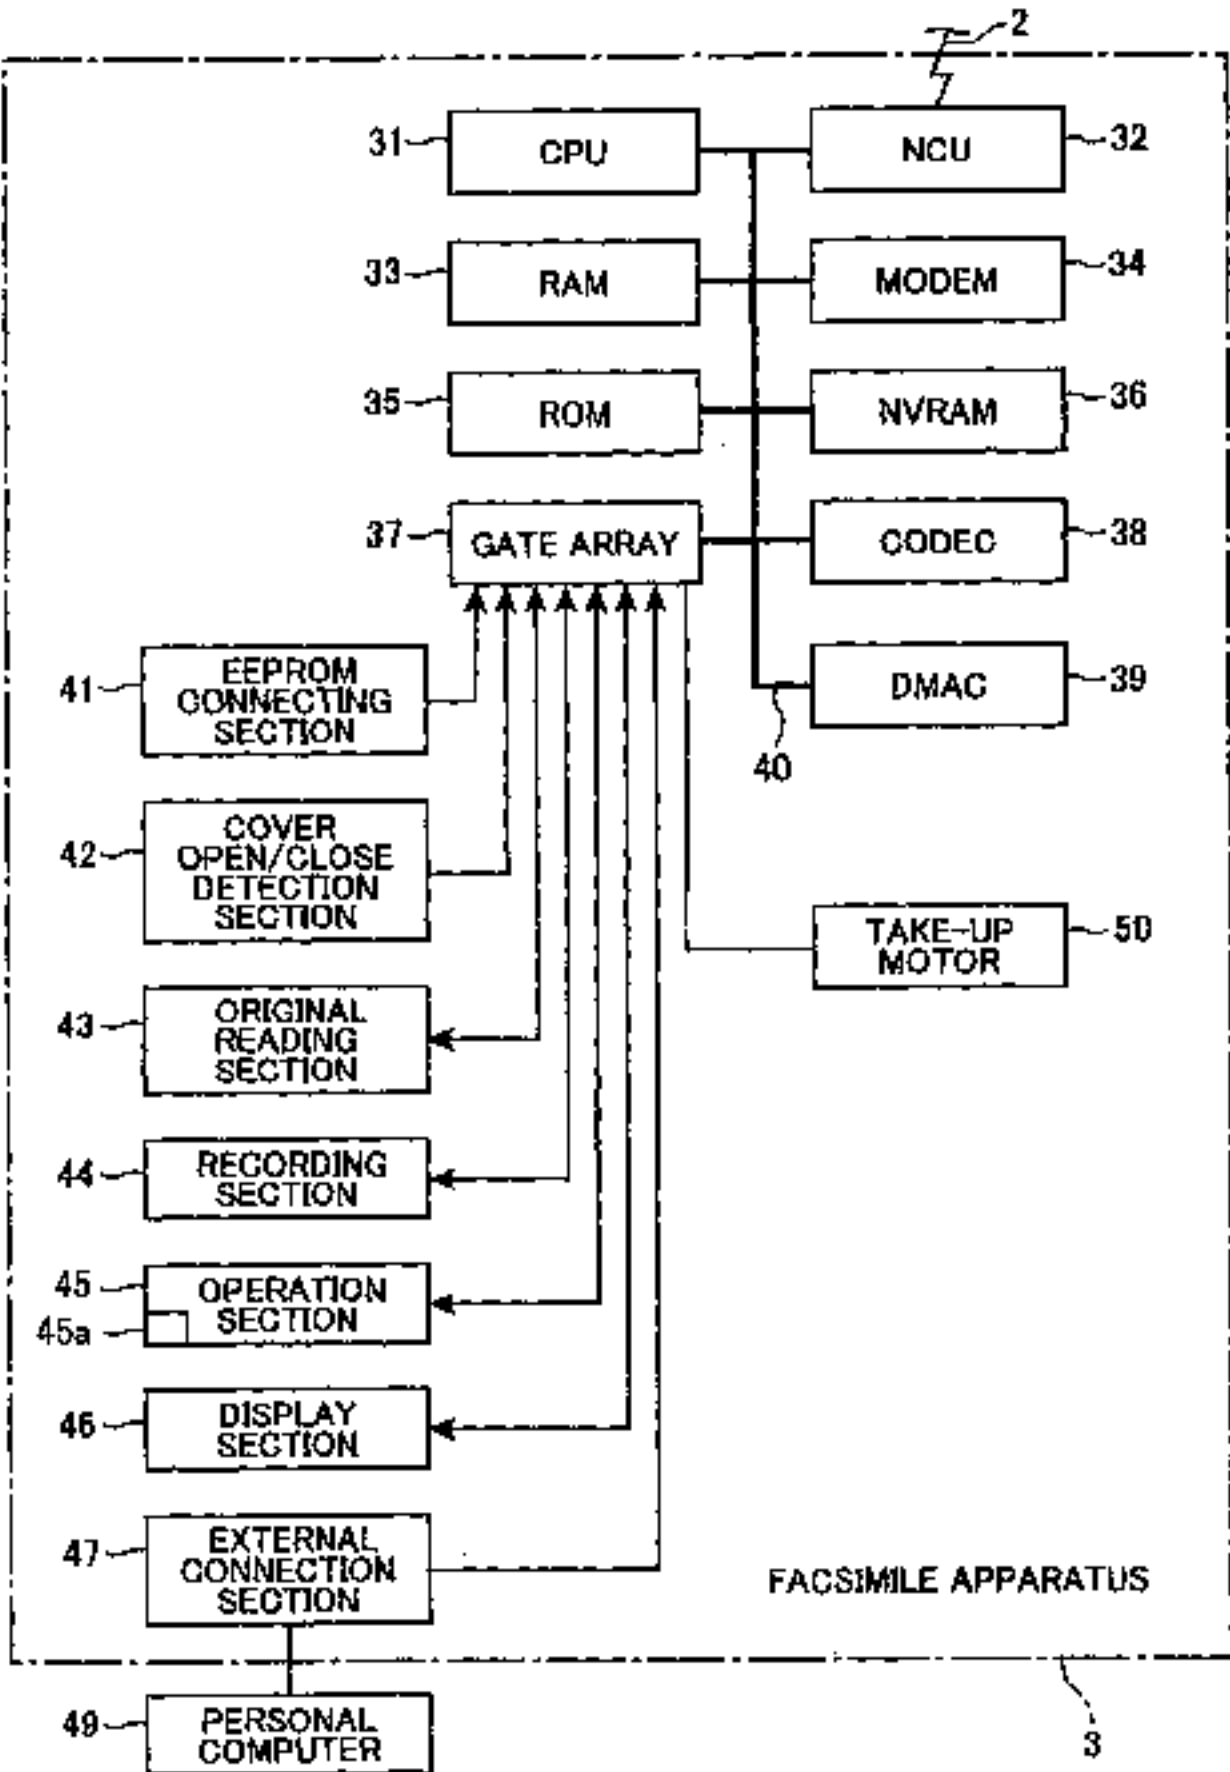 2
31
CPU
NCU
32
33
RAM
MODEM
34
35
ROM
NVRAM
36
37
GATE ARRAY
CODEC
38
41
EEPROM
CONNECTING
SECTION
DMAC
39
40
42
COVER
OPEN/CLOSE
DETECTION
SECTION
TAKE-UP
MOTOR
50
43
ORIGINAL
READING
SECTION
44
RECORDING
SECTION
45
OPERATION
SECTION
45a
46
DISPLAY
SECTION
47
EXTERNAL
CONNECTION
SECTION
FACSIMILE APPARATUS
49
PERSONAL
COMPUTER
3